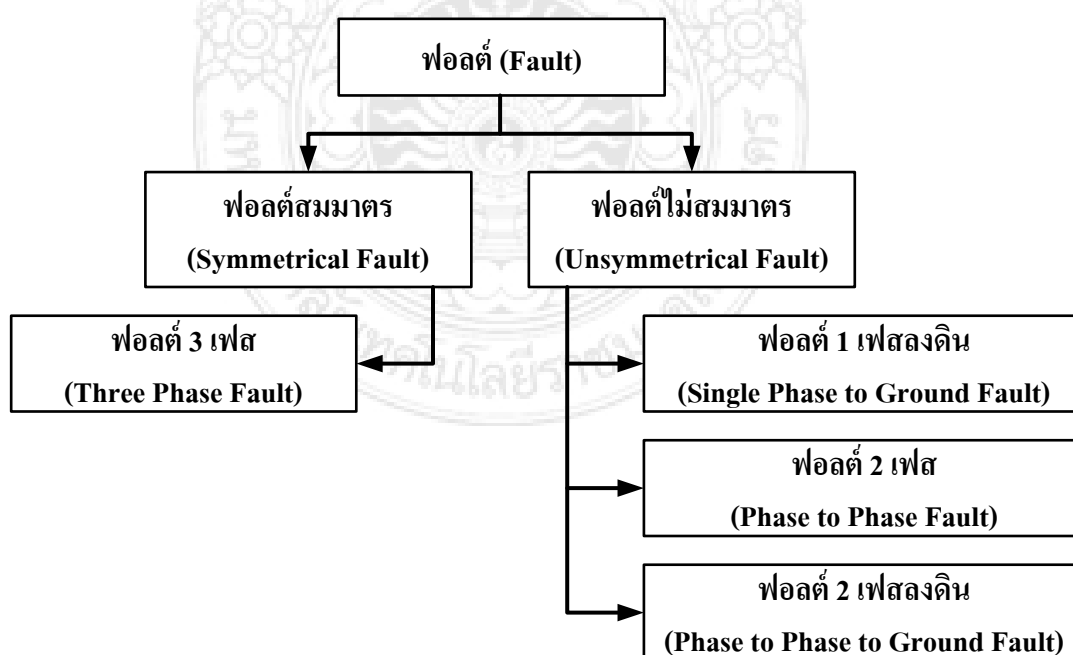 ฟอลต์ (Fault)
ฟอลต์สมมาตร
(Symmetrical Fault)
ฟอลต์ไม่สมมาตร
(Unsymmetrical Fault)
ฟอลต์ 3 เฟส
(Three Phase Fault)
ฟอลต์ 1 เฟสลงดิน
(Single Phase to Ground Fault)
ฟอลต์ 2 เฟส
(Phase to Phase Fault)
ฟอลต์ 2 เฟสลงดิน
(Phase to Phase to Ground Fault)